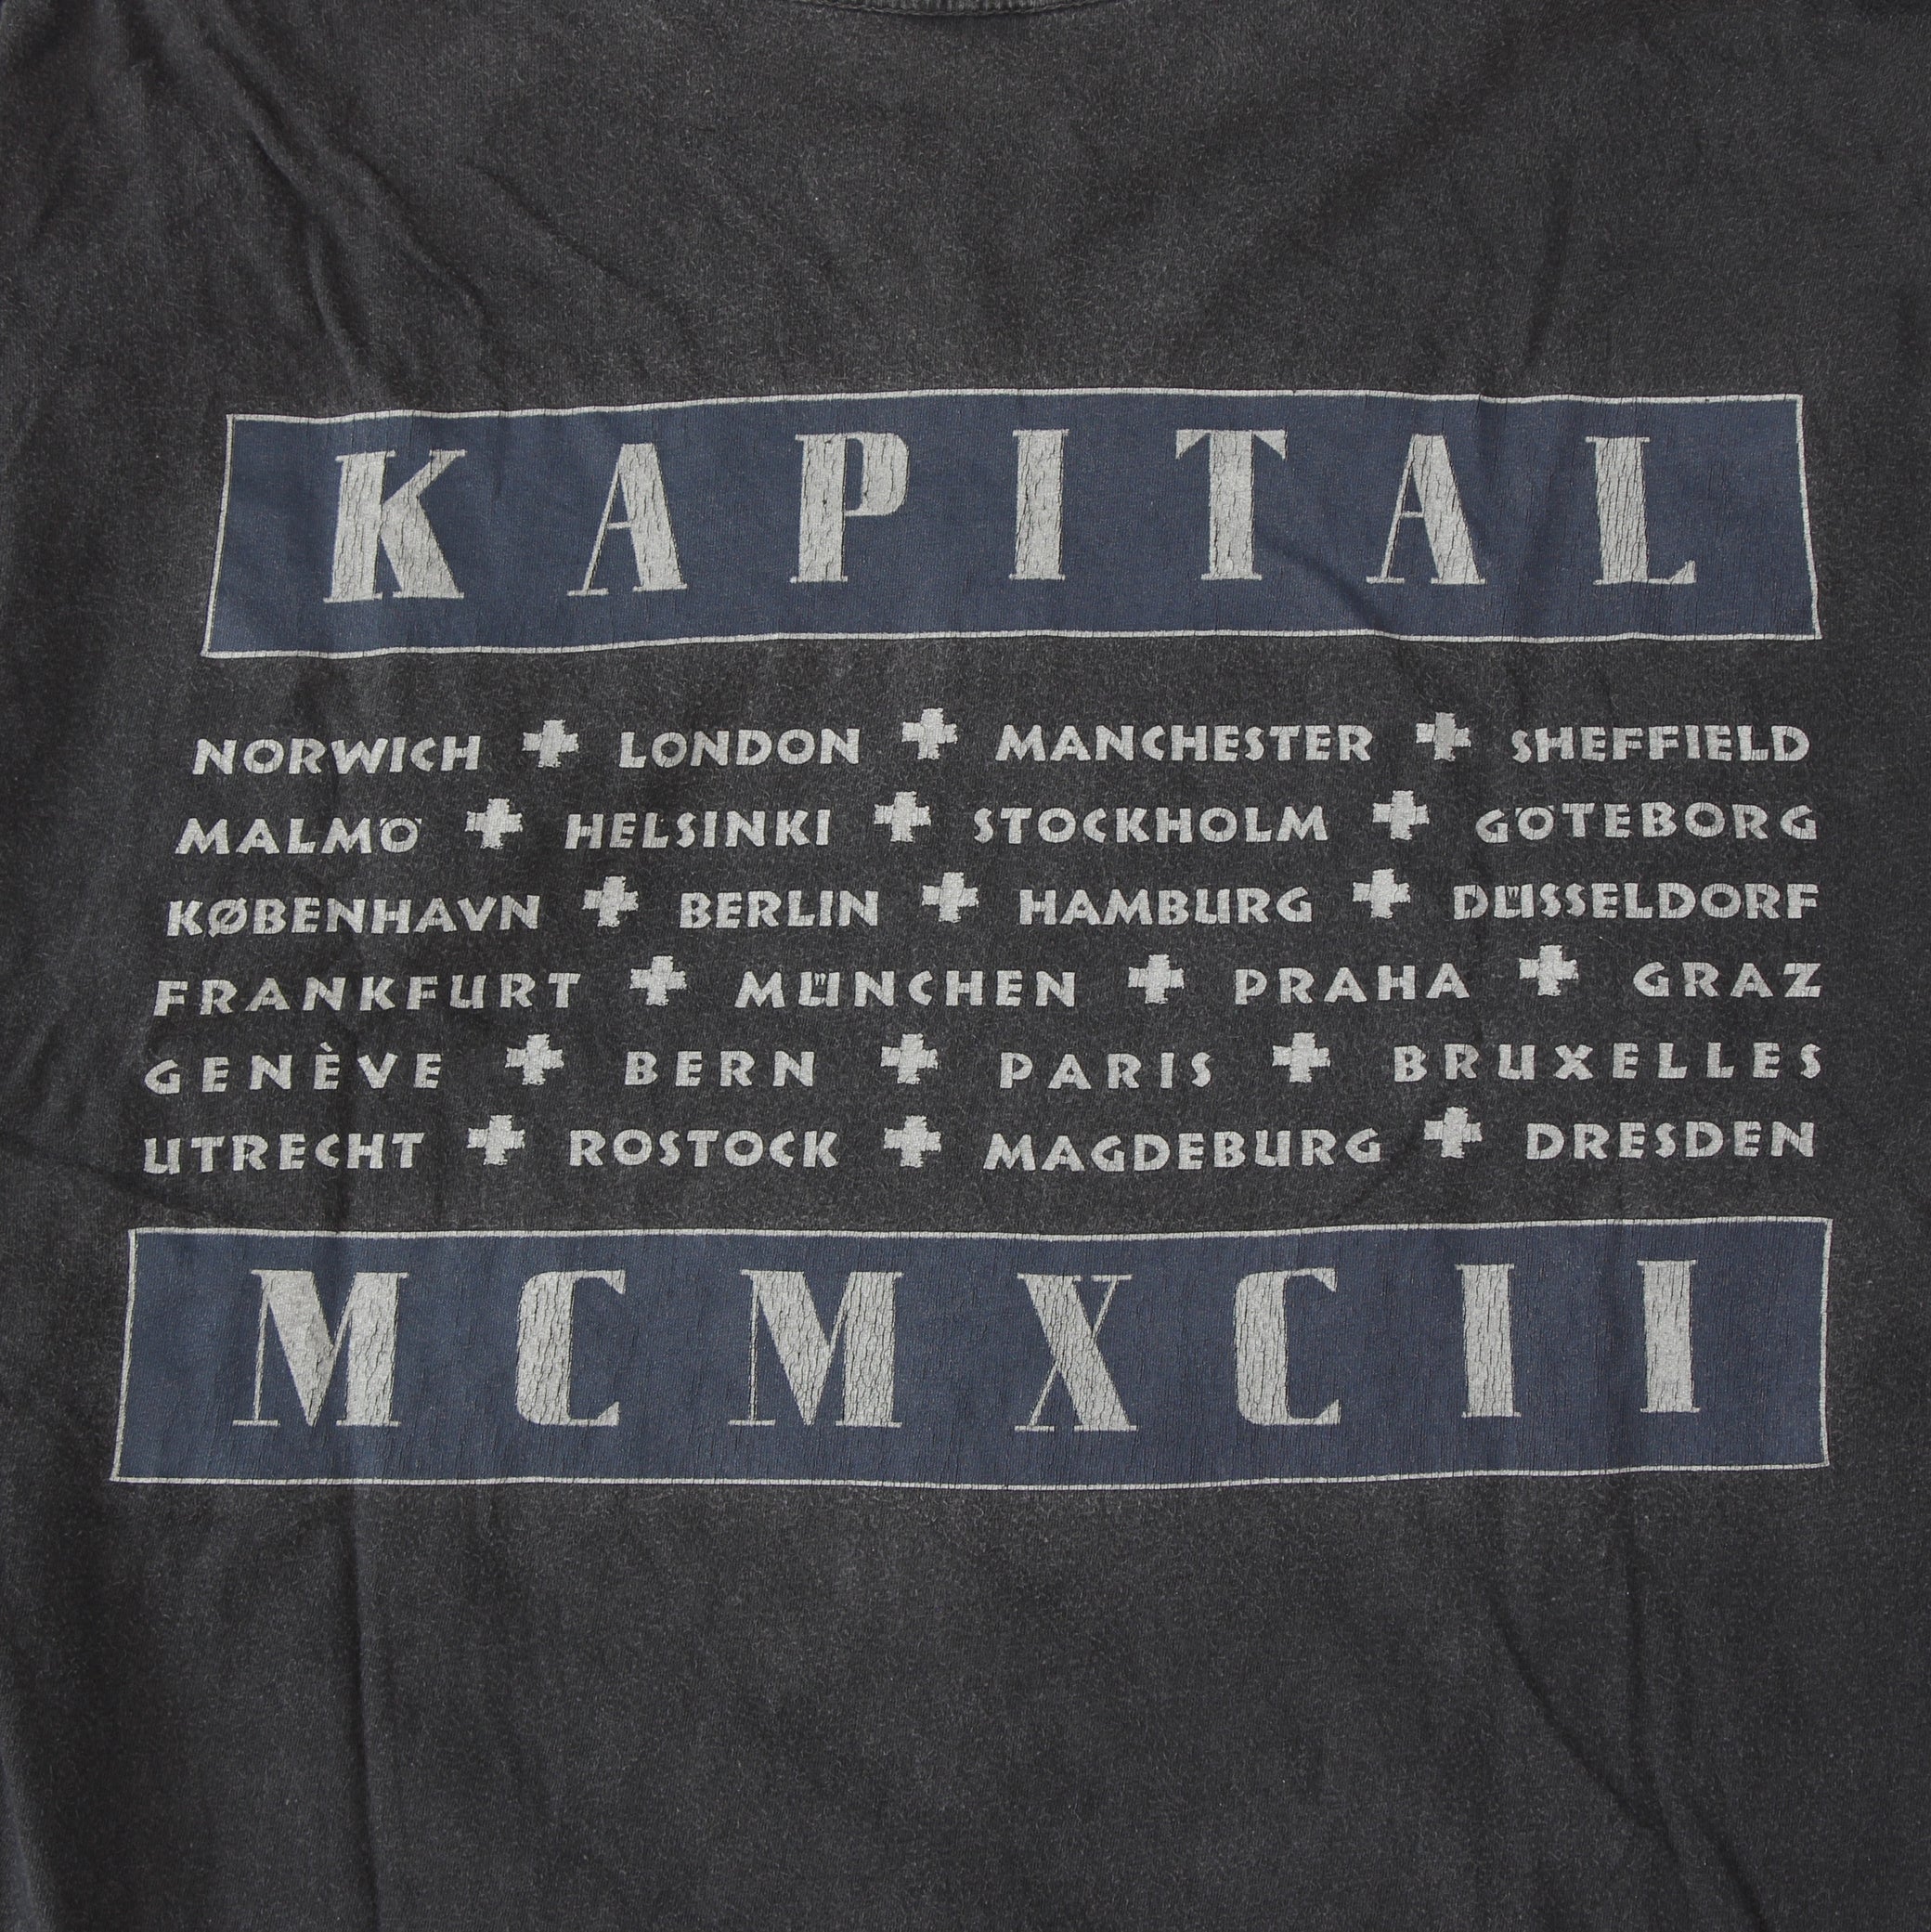 KAPITAL
NORWICH ✚ LONDON ✚ MANCHESTER ✚ SHEFFIELD
MALMÖ ✚ HELSINKI ✚ STOCKHOLM ✚ GÖTEBORG
KØBENHAVN ✚ BERLIN ✚ HAMBURG ✚ DÜSSELDORF
FRANKFURT ✚ MÜNCHEN ✚ PRAHA ✚ GRAZ
GENÈVE ✚ BERN ✚ PARIS ✚ BRUXELLES
UTRECHT ✚ ROSTOCK ✚ MAGDEBURG ✚ DRESDEN
MCMXCII